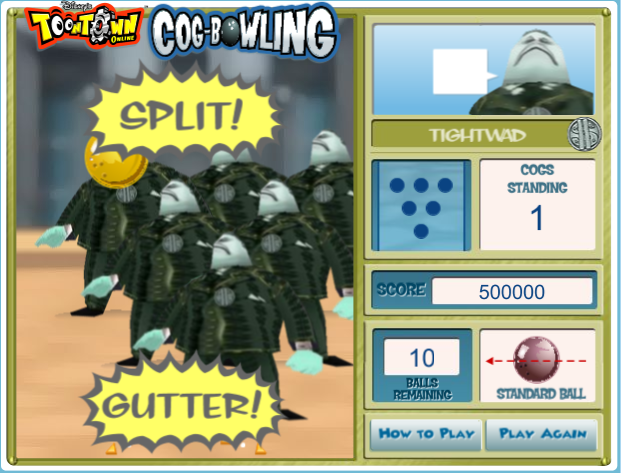 Disney's
TOONTOWN
ONLINE
COG-BOWLING
SPLIT!
GUTTER!
TIGHTWAD
COGS
STANDING
1
SCORE 500000
10
BALLS
REMAINING
STANDARD BALL
HOW TO PLAY
PLAY AGAIN